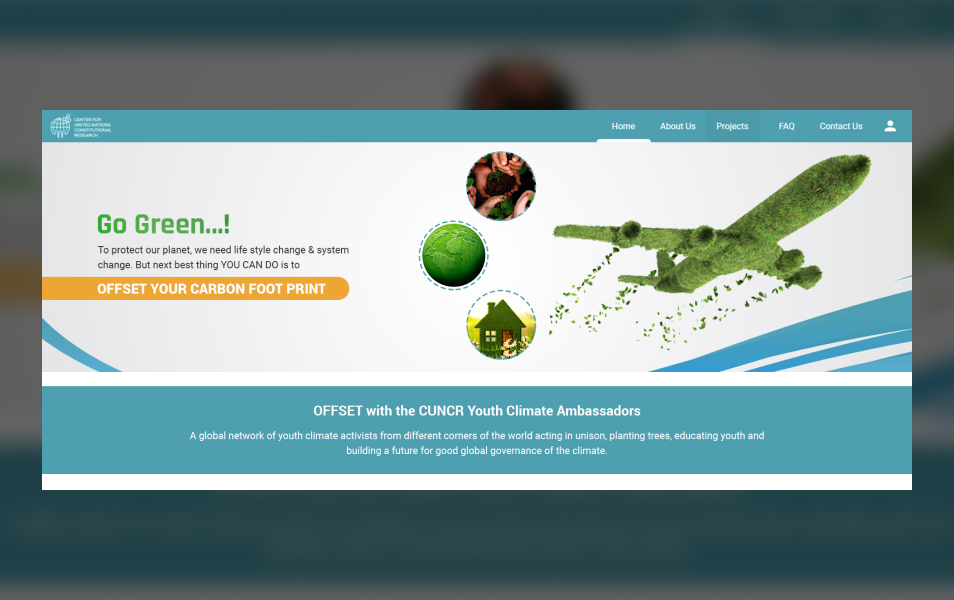 CENTER FOR
UNITED NATIONS
CONSTITUTIONAL
RESEARCH
Home About Us Projects FAQ Contact Us
Go Green...!
To protect our planet, we need life style change & system
change. But next best thing YOU CAN DO is to
OFFSET YOUR CARBON FOOT PRINT
OFFSET with the CUNCR Youth Climate Ambassadors
A global network of youth climate activists from different corners of the world acting in unison, planting trees, educating youth and
building a future for good global governance of the climate.